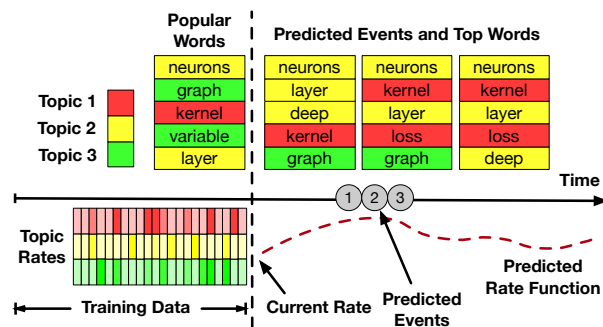 Popular
Words
Predicted Events and Top Words
Topic 1
Topic 2
Topic 3
neurons
graph
kernel
variable
layer
neurons
layer
deep
kernel
graph
neurons
kernel
layer
loss
graph
neurons
kernel
layer
loss
deep
Time
1
2
3
Topic
Rates
Training Data
Current Rate
Predicted
Events
Predicted
Rate Function